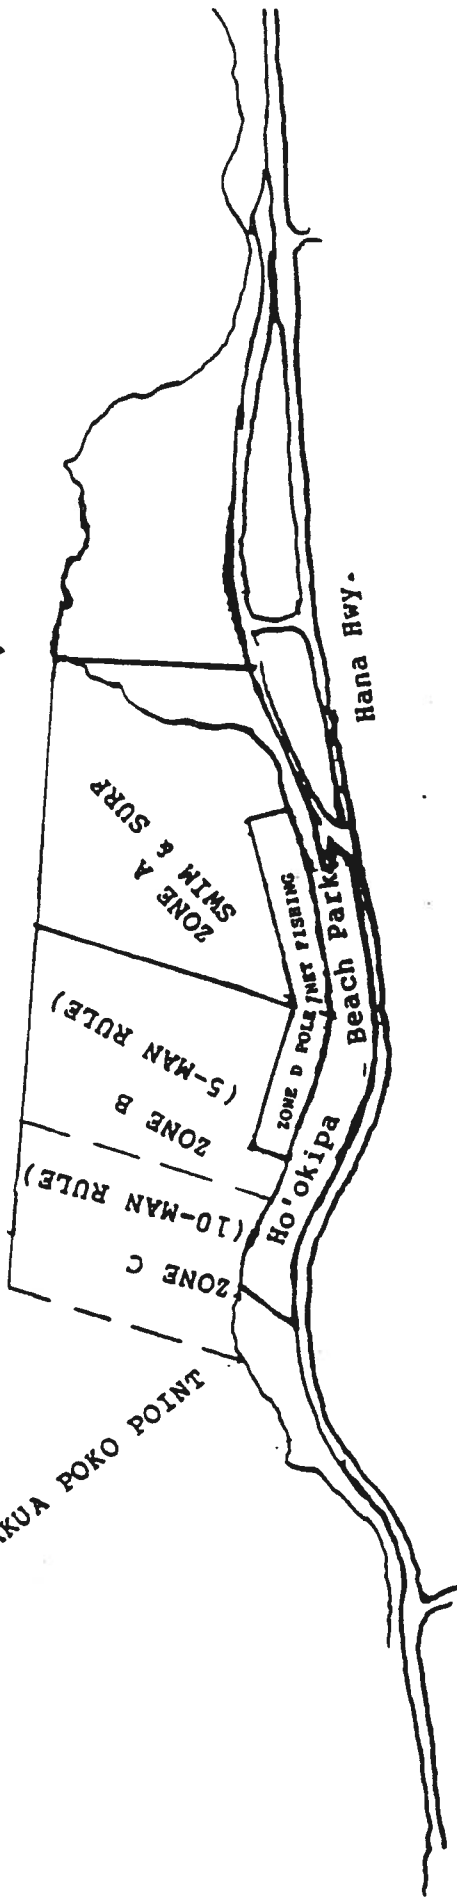 Hana Hwy.
ZONE A
SWIM & SURF
ZONE D POLE/NET FISHING
Beach Park
(5-MAN RULE)
ZONE B
Ho'okipa
(10-MAN RULE)
ZONE C
POKO POINT